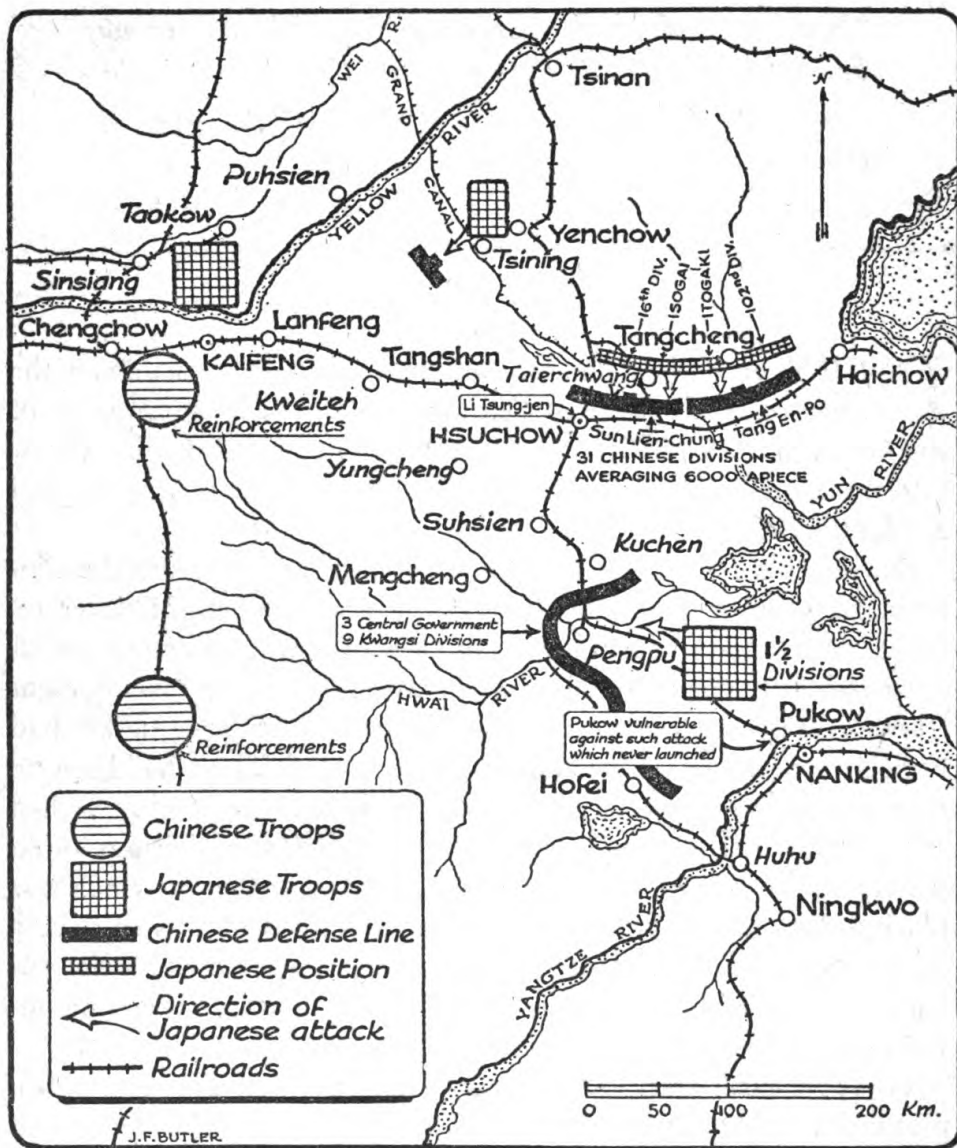 WEI R.
GRAND
CANAL
YELLOW
RIVER
Tsinan
N
Puhsien
Taokow
Yenchow
Tsining
Sinsiang
16th DIV.
ISOGAI
ITOGAKI
102nd DIV.
Chengchow
KAIFENG
Lanfeng
Tangshan
Kweiteh
Tangcheng
Taierchwang
Haichow
Li Tsung-jen
HSUCHOW
Sun Lien-Chung
Tang En-Po
31 CHINESE DIVISIONS
AVERAGING 6000 APIECE
Reinforcements
Yungcheng
YUN RIVER
Suhsien
Kuchen
Mengcheng
3 Central Government
9 Kwangsi Divisions
Pengpu
1½
Divisions
HWAI
RIVER
Pukow vulnerable
against such attack
which never launched
Pukow
NANKING
Reinforcements
Hofei
Huhu
Ningkwo
YANGTZE
RIVER
Chinese Troops
Japanese Troops
Chinese Defense Line
Japanese Position
Direction of
Japanese attack
Railroads
0 50 100 200 Km.
J.F. BUTLER